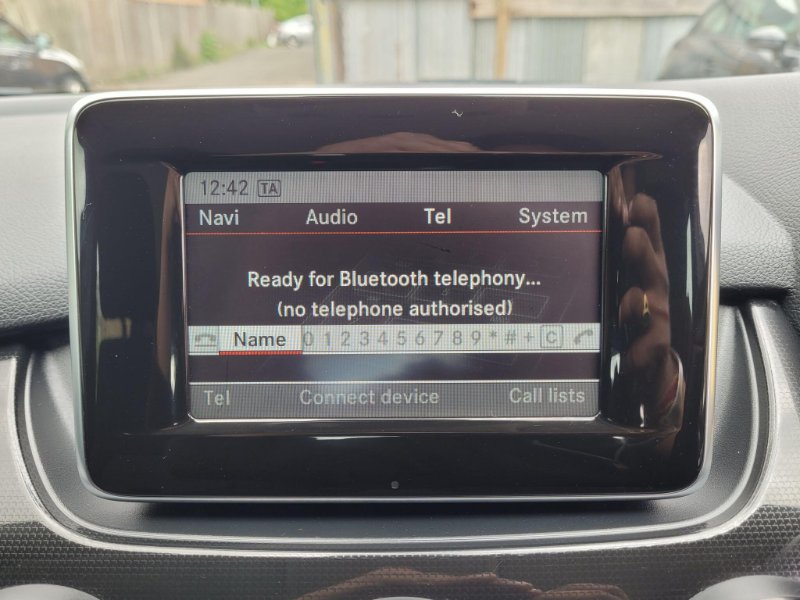 12:42 TA
Navi Audio Tel System
Ready for Bluetooth telephony...
(no telephone authorised)
Name 0 1 2 3 4 5 6 7 8 9 * # + C
Tel Connect device Call lists